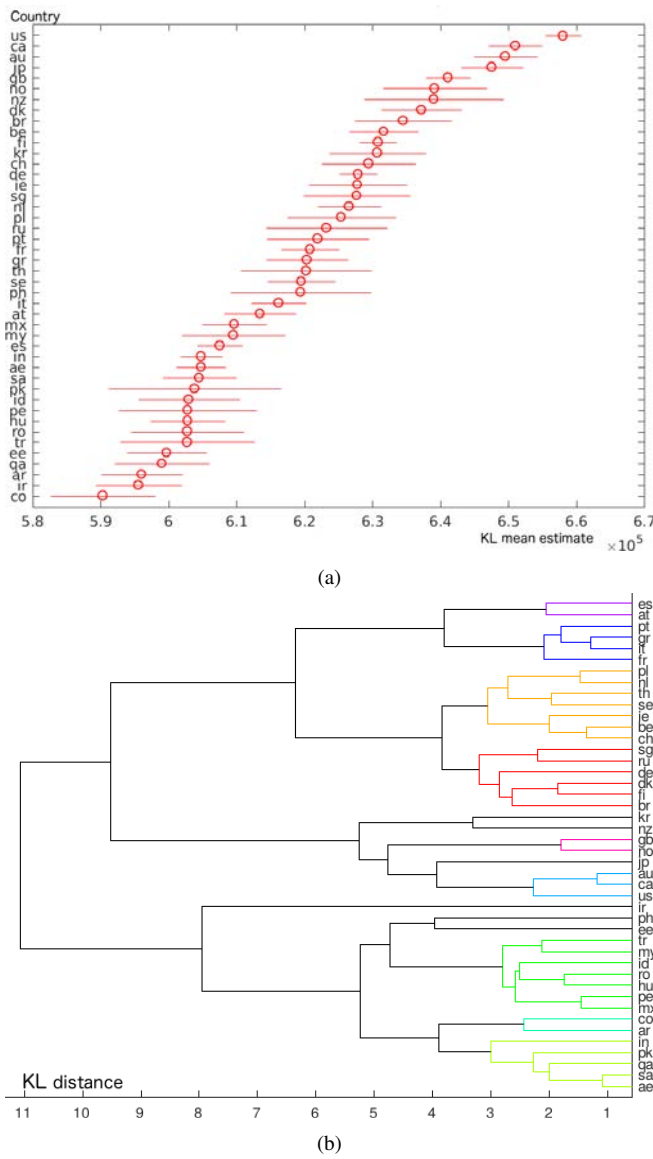 Country
us
ca
au
jp
gb
no
nz
dk
br
be
fi
kr
ch
de
ie
sg
nl
pl
ru
pt
fr
gr
th
se
ph
it
at
mx
my
es
in
ae
sa
pk
id
pe
hu
ro
tr
ee
qa
ar
ir
co
5.8 5.9 6 6.1 6.2 6.3 6.4 6.5 6.6 6.7
KL mean estimate ×10⁵
(a)
es
at
pt
gr
it
fr
pl
nl
th
se
ie
be
ch
sg
ru
de
dk
fi
br
kr
nz
gb
no
jp
au
ca
us
ir
ph
ee
tr
my
id
ro
hu
pe
mx
co
ar
in
pk
qa
sa
ae
KL distance
11 10 9 8 7 6 5 4 3 2 1
(b)